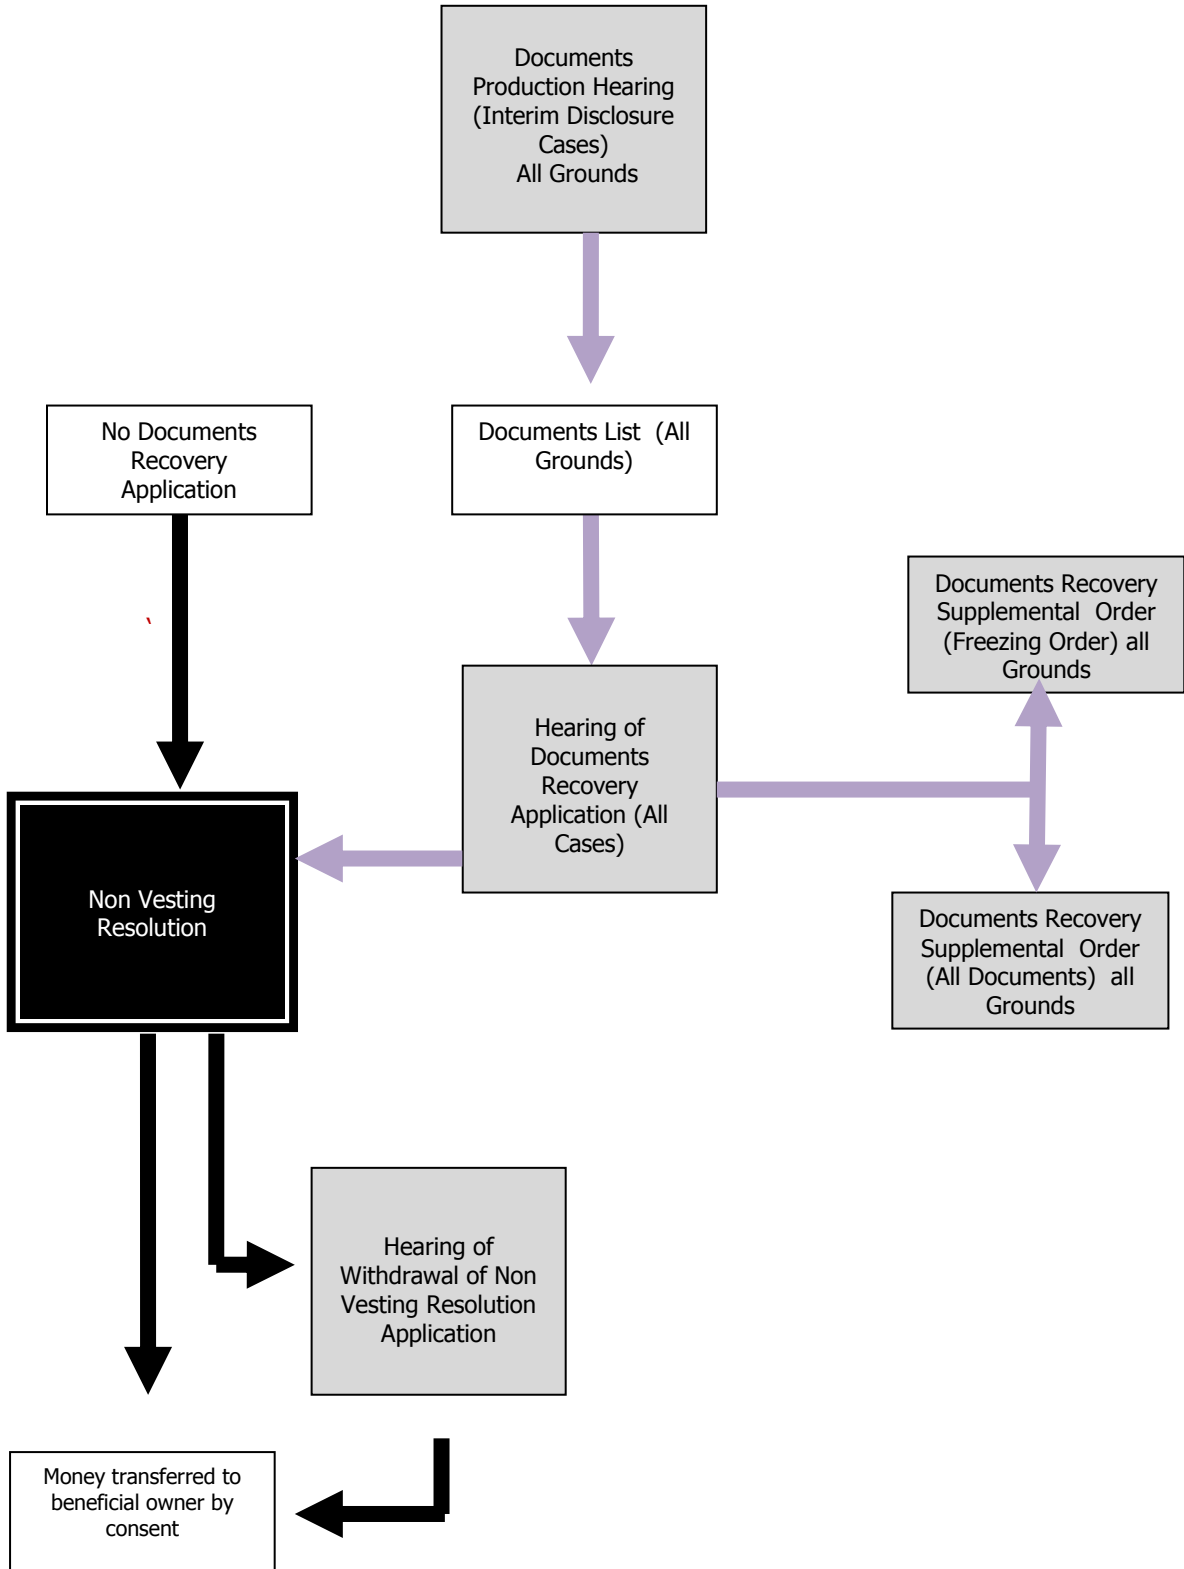 Documents
Production Hearing
(Interim Disclosure
Cases)
All Grounds
No Documents
Recovery
Application
Documents List  (All
Grounds)
Documents Recovery
Supplemental  Order
(Freezing Order) all
Grounds
Hearing of
Documents
Recovery
Application (All
Cases)
Non Vesting
Resolution
Documents Recovery
Supplemental  Order
(All Documents)  all
Grounds
Hearing of
Withdrawal of Non
Vesting Resolution
Application
Money transferred to
beneficial owner by
consent